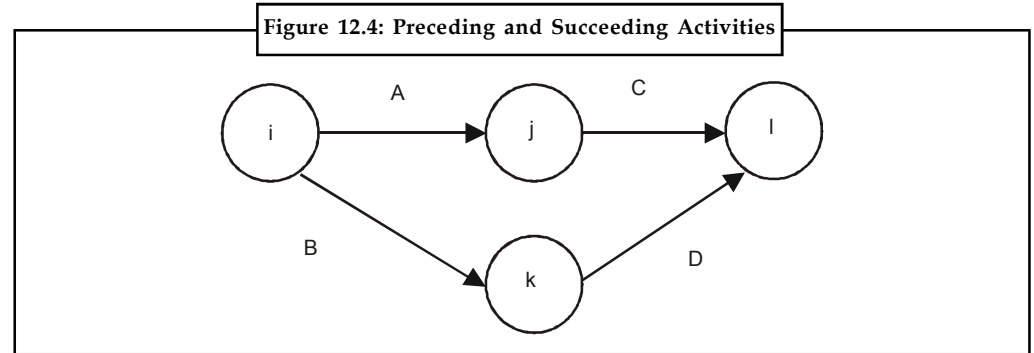 Figure 12.4: Preceding and Succeeding Activities
A
C
i
j
l
B
D
k